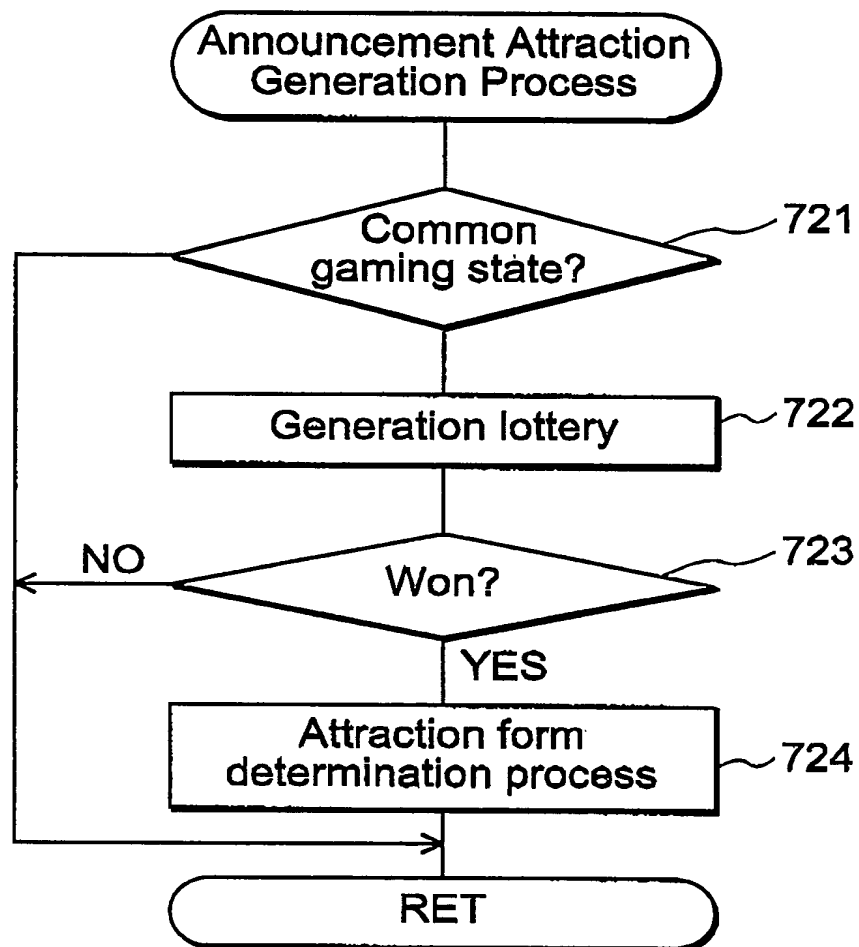 Announcement Attraction
Generation Process
721
Common
gaming state?
722
Generation lottery
723
NO
Won?
YES
Attraction form
determination process
724
RET